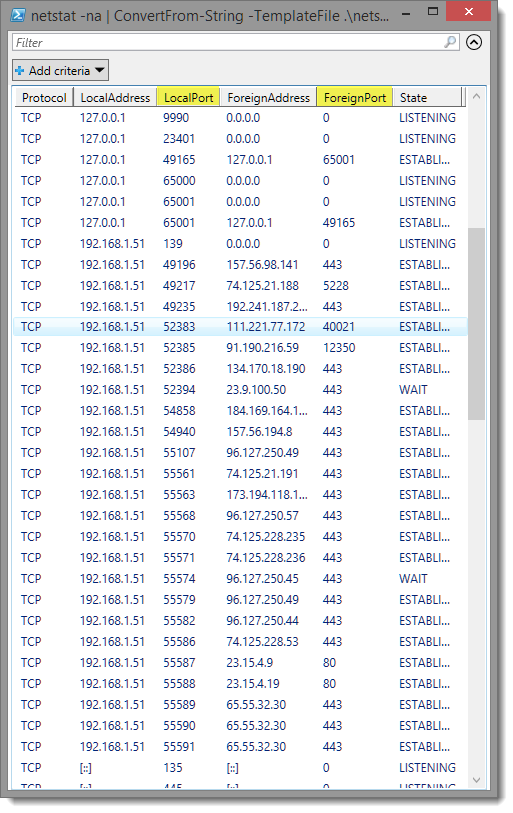 netstat -na | ConvertFrom-String -TemplateFile .\nets...
Filter
Add criteria
Protocol LocalAddress LocalPort ForeignAddress ForeignPort State
TCP 127.0.0.1 9990 0.0.0.0 0 LISTENING
TCP 127.0.0.1 23401 0.0.0.0 0 LISTENING
TCP 127.0.0.1 49165 127.0.0.1 65001 ESTABLI...
TCP 127.0.0.1 65000 0.0.0.0 0 LISTENING
TCP 127.0.0.1 65001 0.0.0.0 0 LISTENING
TCP 127.0.0.1 65001 127.0.0.1 49165 ESTABLI...
TCP 192.168.1.51 139 0.0.0.0 0 LISTENING
TCP 192.168.1.51 49196 157.56.98.141 443 ESTABLI...
TCP 192.168.1.51 49217 74.125.21.188 5228 ESTABLI...
TCP 192.168.1.51 49235 192.241.187.2... 443 ESTABLI...
TCP 192.168.1.51 52383 111.221.77.172 40021 ESTABLI...
TCP 192.168.1.51 52385 91.190.216.59 12350 ESTABLI...
TCP 192.168.1.51 52386 134.170.18.190 443 ESTABLI...
TCP 192.168.1.51 52394 23.9.100.50 443 WAIT
TCP 192.168.1.51 54858 184.169.164.1... 443 ESTABLI...
TCP 192.168.1.51 54940 157.56.194.8 443 ESTABLI...
TCP 192.168.1.51 55107 96.127.250.49 443 ESTABLI...
TCP 192.168.1.51 55561 74.125.21.191 443 ESTABLI...
TCP 192.168.1.51 55563 173.194.118.1... 443 ESTABLI...
TCP 192.168.1.51 55568 96.127.250.57 443 ESTABLI...
TCP 192.168.1.51 55570 74.125.228.235 443 ESTABLI...
TCP 192.168.1.51 55571 74.125.228.236 443 ESTABLI...
TCP 192.168.1.51 55574 96.127.250.45 443 WAIT
TCP 192.168.1.51 55579 96.127.250.49 443 ESTABLI...
TCP 192.168.1.51 55582 96.127.250.44 443 ESTABLI...
TCP 192.168.1.51 55586 74.125.228.53 443 ESTABLI...
TCP 192.168.1.51 55587 23.15.4.9 80 ESTABLI...
TCP 192.168.1.51 55588 23.15.4.19 80 ESTABLI...
TCP 192.168.1.51 55589 65.55.32.30 443 ESTABLI...
TCP 192.168.1.51 55590 65.55.32.30 443 ESTABLI...
TCP 192.168.1.51 55591 65.55.32.30 443 ESTABLI...
TCP [::] 135 [::] 0 LISTENING
TCP [::] 445 [::] 0 LISTENING